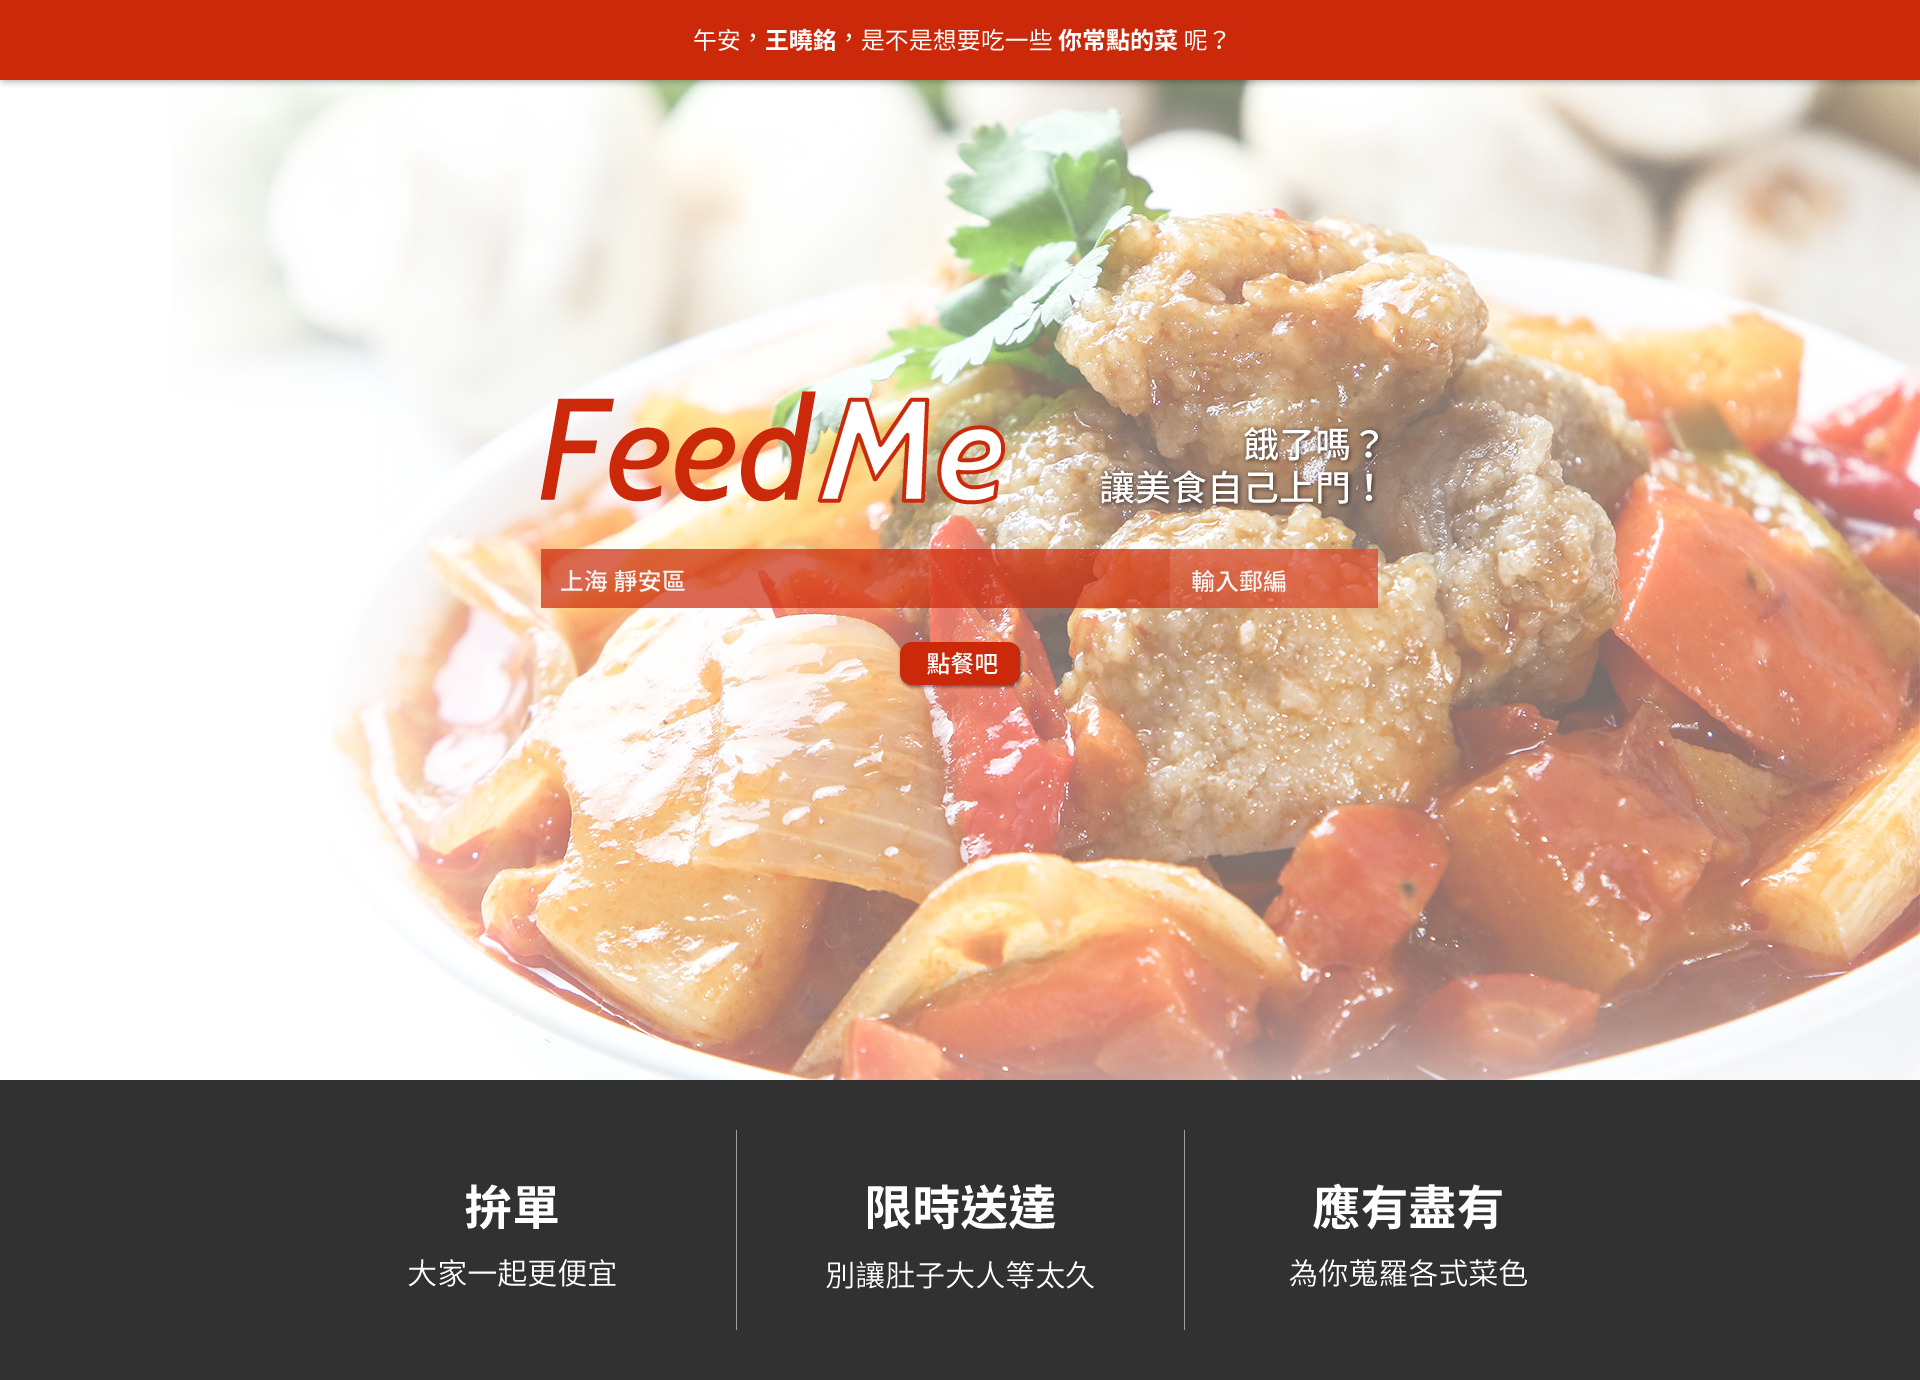 午安，王曉銘，是不是想要吃一些 你常點的菜 呢？
FeedMe
餓了嗎？
讓美食自己上門！
上海 靜安區
輸入郵編
點餐吧
拚單
大家一起更便宜
限時送達
別讓肚子大人等太久
應有盡有
為你蒐羅各式菜色